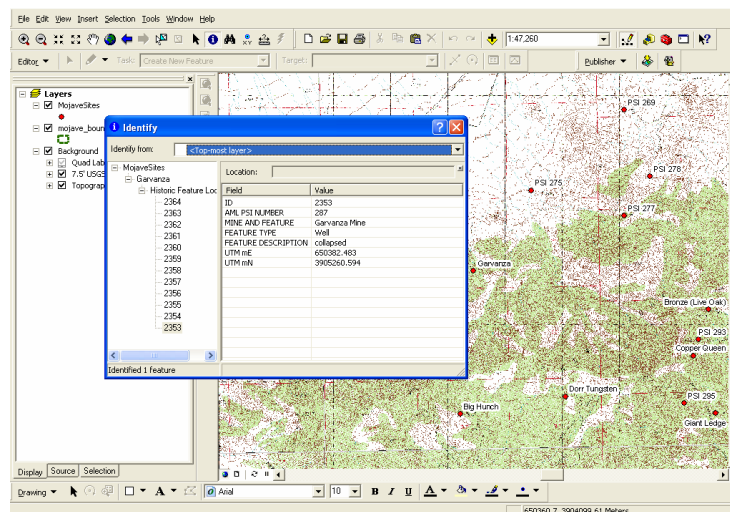 File Edit View Insert Selection Tools Window Help
1:47,260
Editor Task: Create New Feature Target: Publisher
Layers
MojaveSites
mojave_boun
Background
Quad Lab
7.5' USGS
Topograp
Identify
Identify from: <Top-most layer>
MojaveSites
Garvanza
Historic Feature Loc
2364
2363
2362
2361
2360
2359
2358
2357
2356
2355
2354
2353
Location:
Field Value
ID 2353
AML PSI NUMBER 287
MINE AND FEATURE Garvanza Mine
FEATURE TYPE Well
FEATURE DESCRIPTION collapsed
UTM mE 650382.483
UTM mN 3905260.594
Identified 1 feature
PSI 269
PSI 278
PSI 275
PSI 277
Garvanza
Bronze (Live Oak)
PSI 293
Copper Queen
Dorr Tungsten
PSI 295
Big Hunch
Giant Ledge
Display Source Selection
Drawing A Arial 10 B I U A
650360.7 3904099.61 Meters